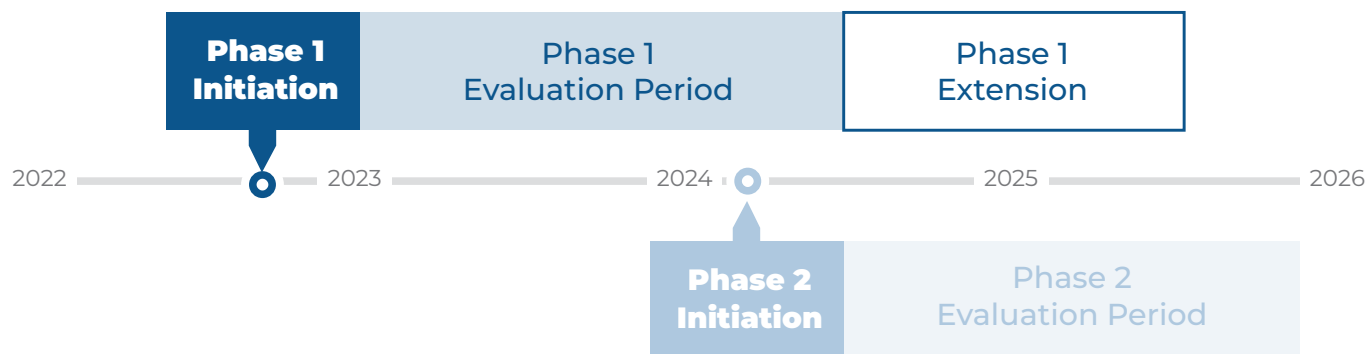 Phase 1
Initiation
Phase 1
Evaluation Period
Phase 1
Extension
2022
2023
2024
2025
2026
Phase 2
Initiation
Phase 2
Evaluation Period